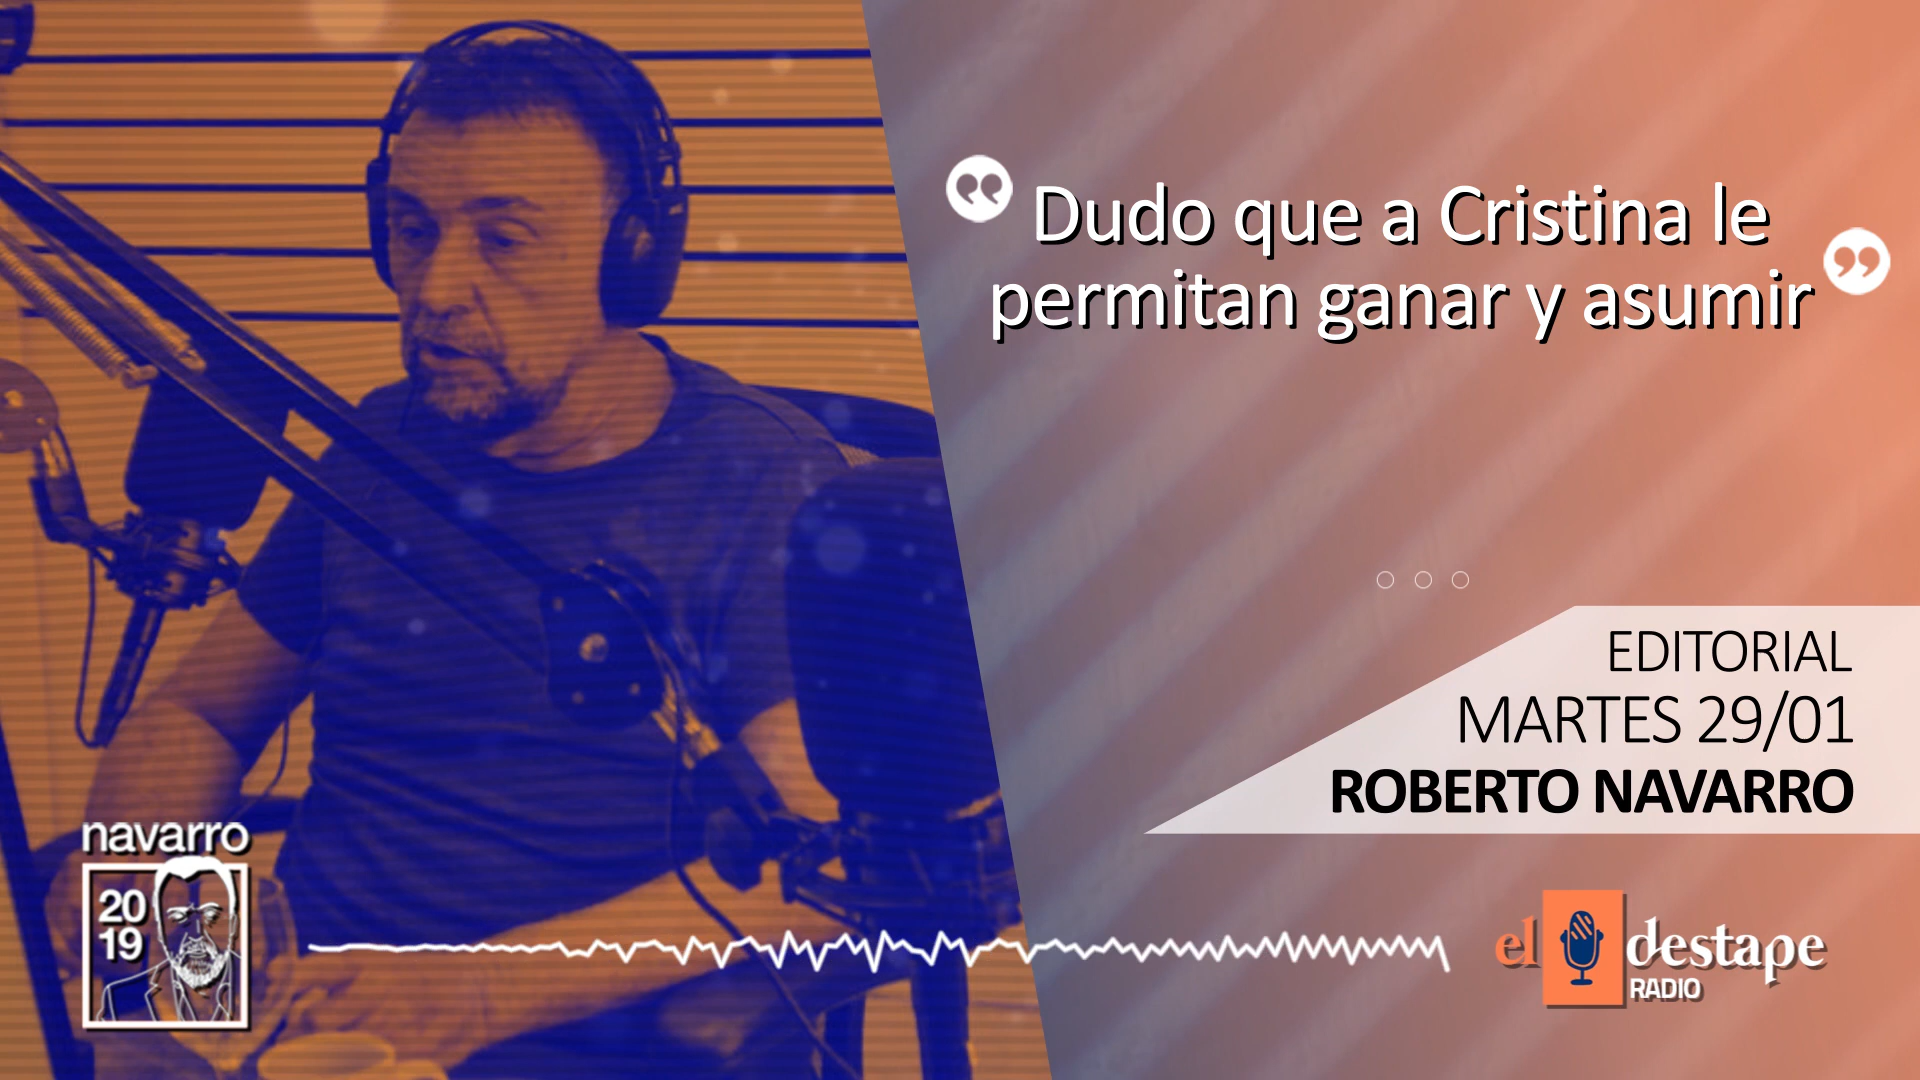 Dudo que a Cristina le
permitan ganar y asumir
EDITORIAL
MARTES 29/01
ROBERTO NAVARRO
navarro
20
19
el destape
RADIO